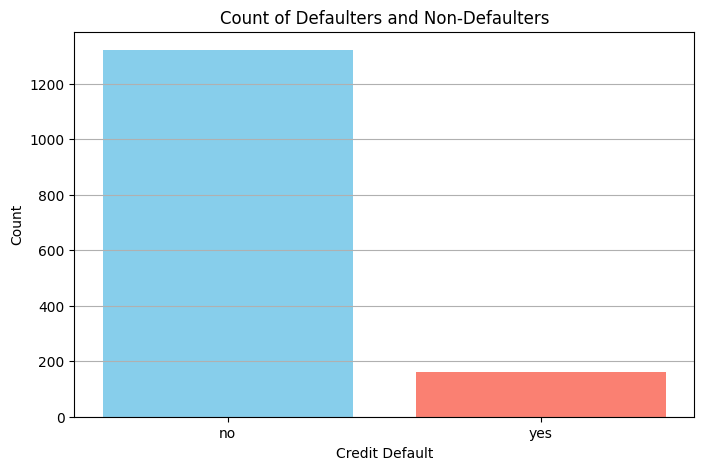 Count of Defaulters and Non-Defaulters
1200
1000
800
600
400
200
0
Count
no
yes
Credit Default